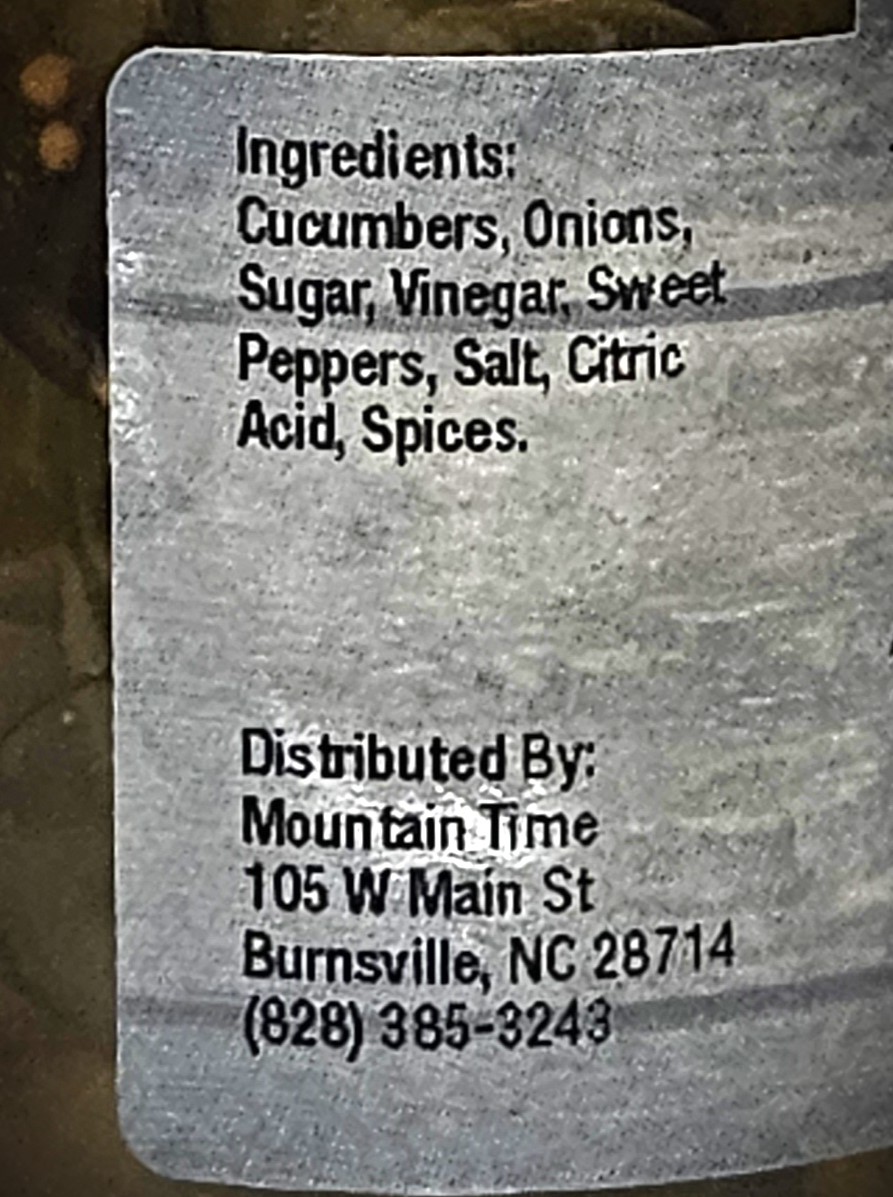 Ingredients:
Cucumbers, Onions,
Sugar, Vinegar, Sweet
Peppers, Salt, Citric
Acid, Spices.
Distributed By:
Mountain Time
105 W Main St
Burnsville, NC 28714
(828) 385-3243